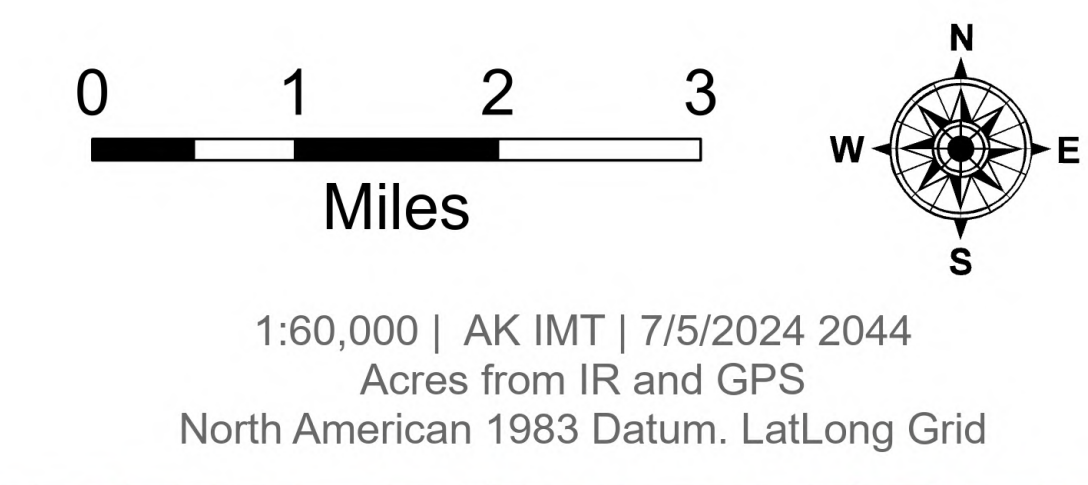 0 1 2 3
Miles
N
W E
S
1:60,000 | AK IMT | 7/5/2024 2044
Acres from IR and GPS
North American 1983 Datum. LatLong Grid